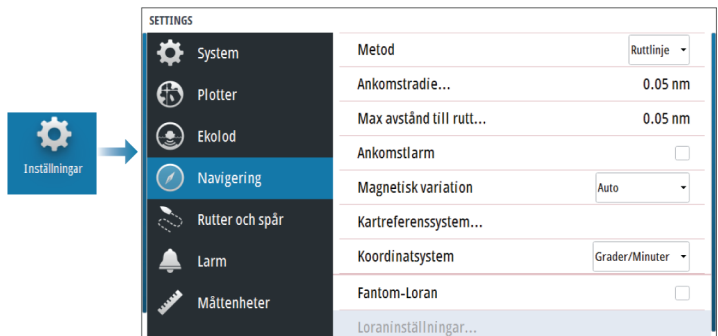 Inställningar
SETTINGS
System
Plotter
Ekolod
Navigering
Rutter och spår
Larm
Måttenheter
Metod Ruttlinje
Ankomstradie... 0.05 nm
Max avstånd till rutt... 0.05 nm
Ankomstlarm
Magnetisk variation Auto
Kartreferenssystem...
Koordinatsystem Grader/Minuter
Fantom-Loran
Loraninställningar...